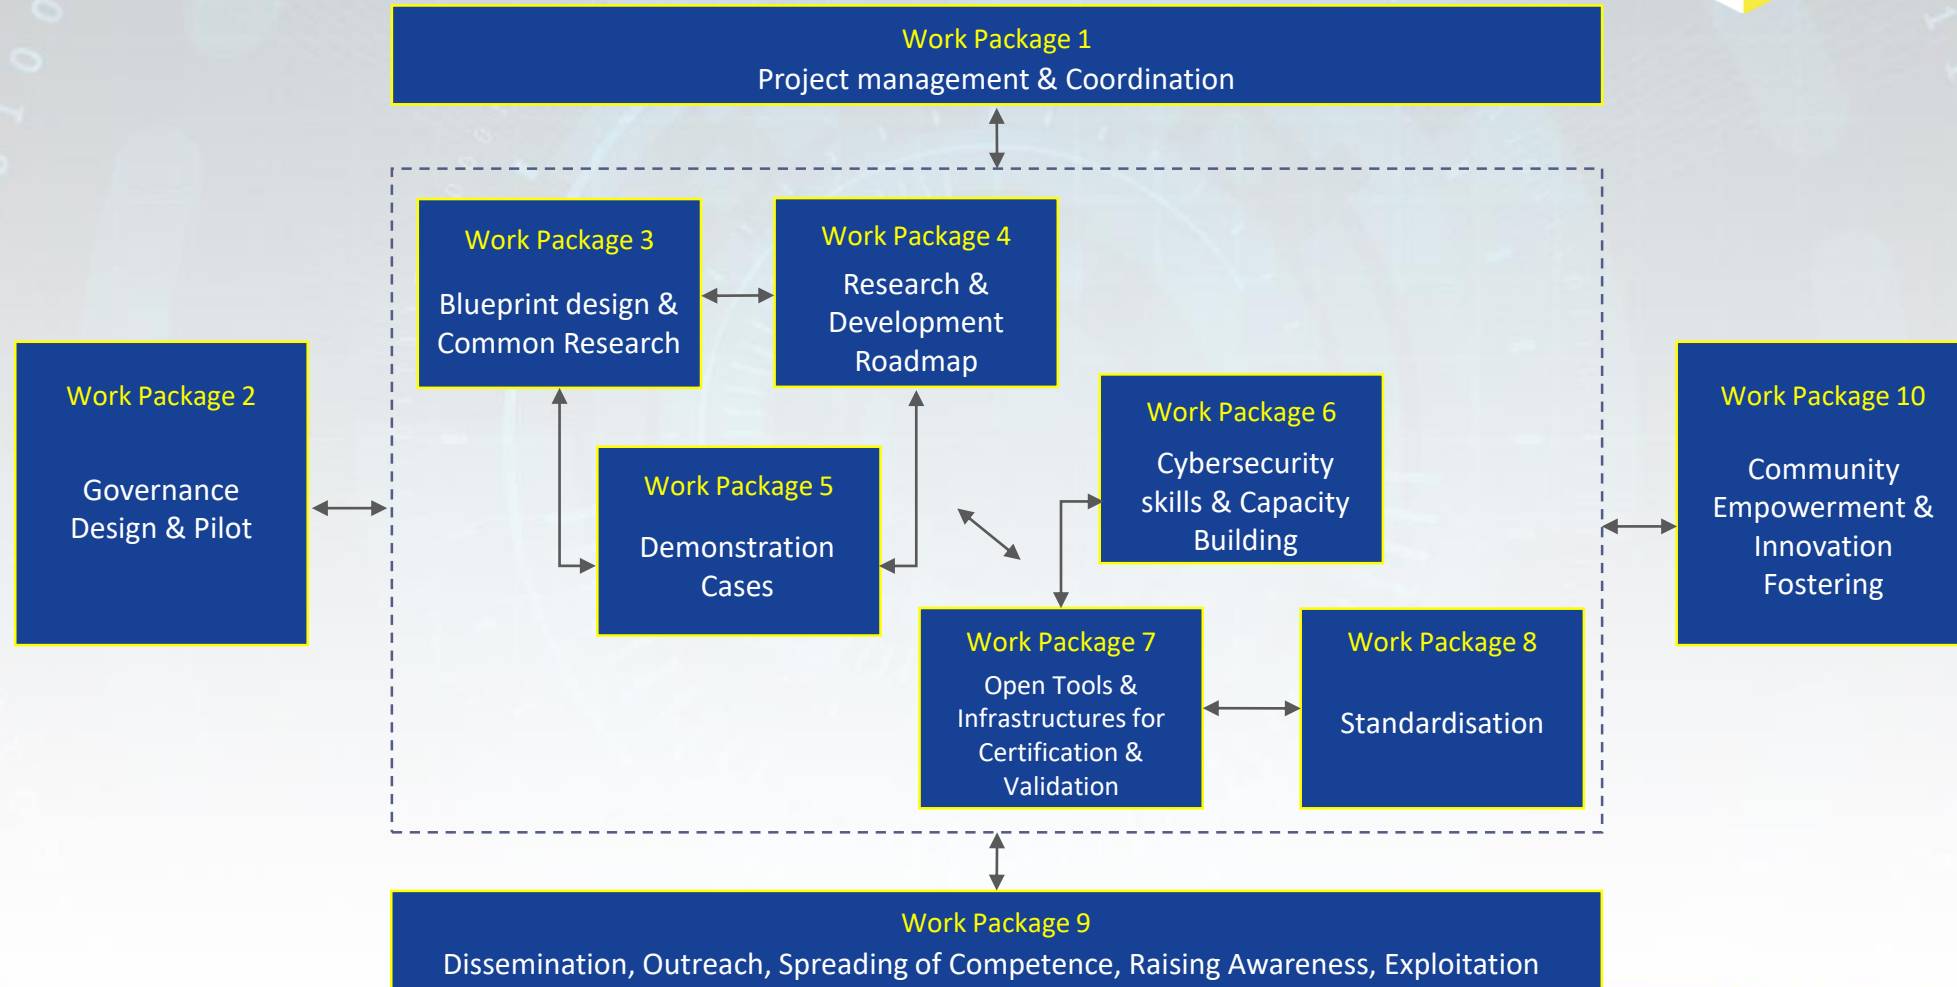 Work Package 1
Project management & Coordination
Work Package 3
Blueprint design &
Common Research
Work Package 4
Research &
Development
Roadmap
Work Package 2
Governance
Design & Pilot
Work Package 5
Demonstration
Cases
Work Package 6
Cybersecurity
skills & Capacity
Building
Work Package 10
Community
Empowerment &
Innovation
Fostering
Work Package 7
Open Tools &
Infrastructures for
Certification &
Validation
Work Package 8
Standardisation
Work Package 9
Dissemination, Outreach, Spreading of Competence, Raising Awareness, Exploitation